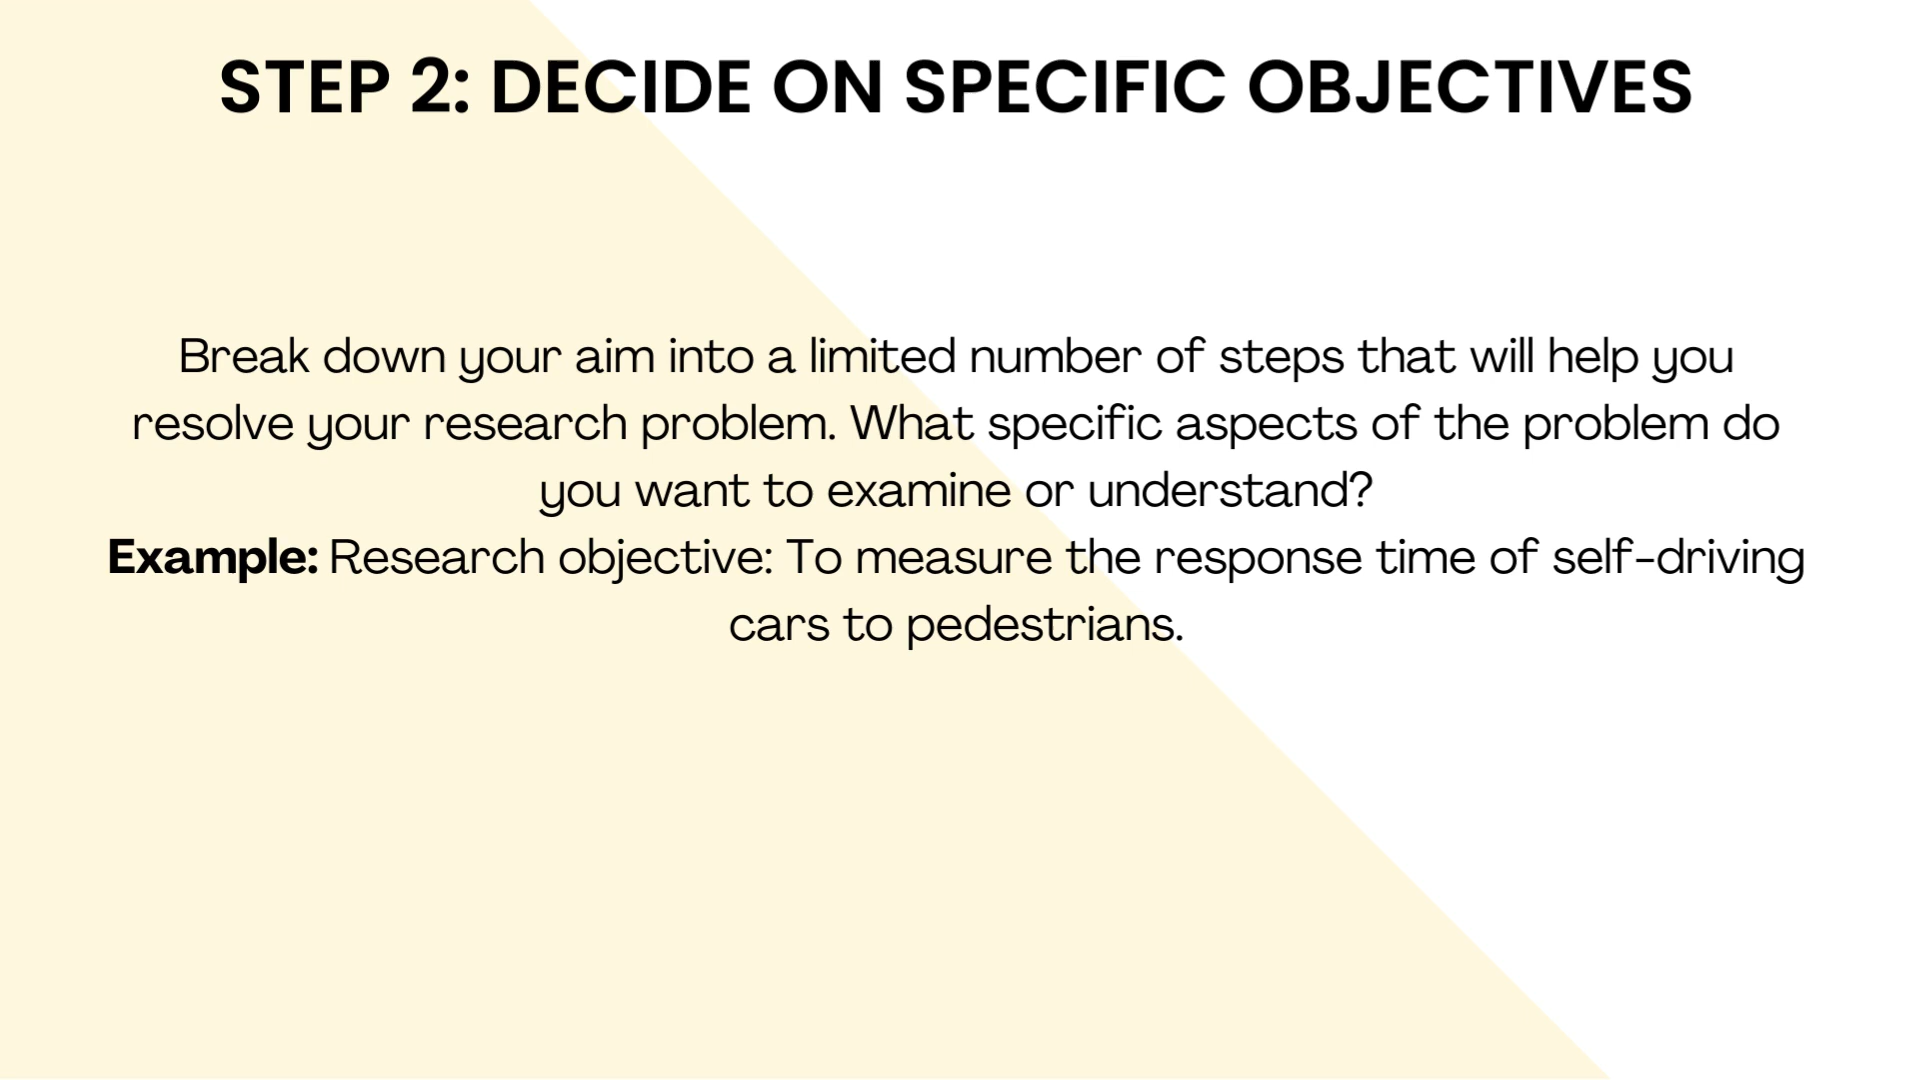 STEP 2: DECIDE ON SPECIFIC OBJECTIVES
Break down your aim into a limited number of steps that will help you
resolve your research problem. What specific aspects of the problem do
you want to examine or understand?
Example: Research objective: To measure the response time of self-driving
cars to pedestrians.